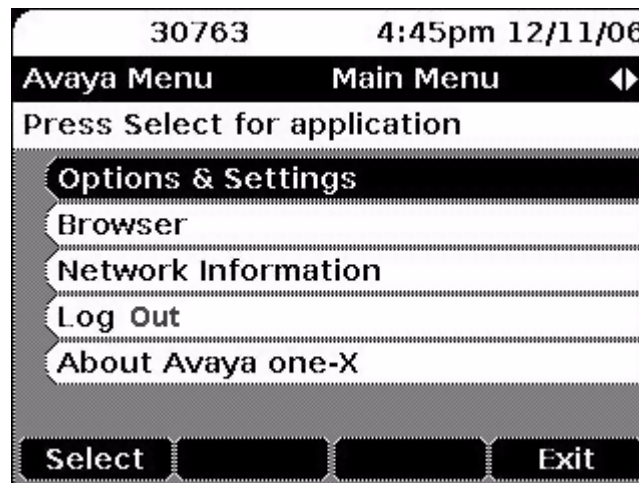 30763 4:45pm 12/11/06
Avaya Menu Main Menu
Press Select for application
Options & Settings
Browser
Network Information
Log Out
About Avaya one-X
Select Exit